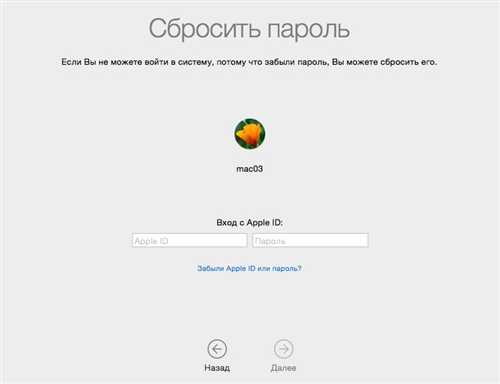 Сбросить пароль
Если Вы не можете войти в систему, потому что забыли пароль, Вы можете сбросить его.
mac03
Вход с Apple ID:
Apple ID Пароль
Забыли Apple ID или пароль?
Назад Далее